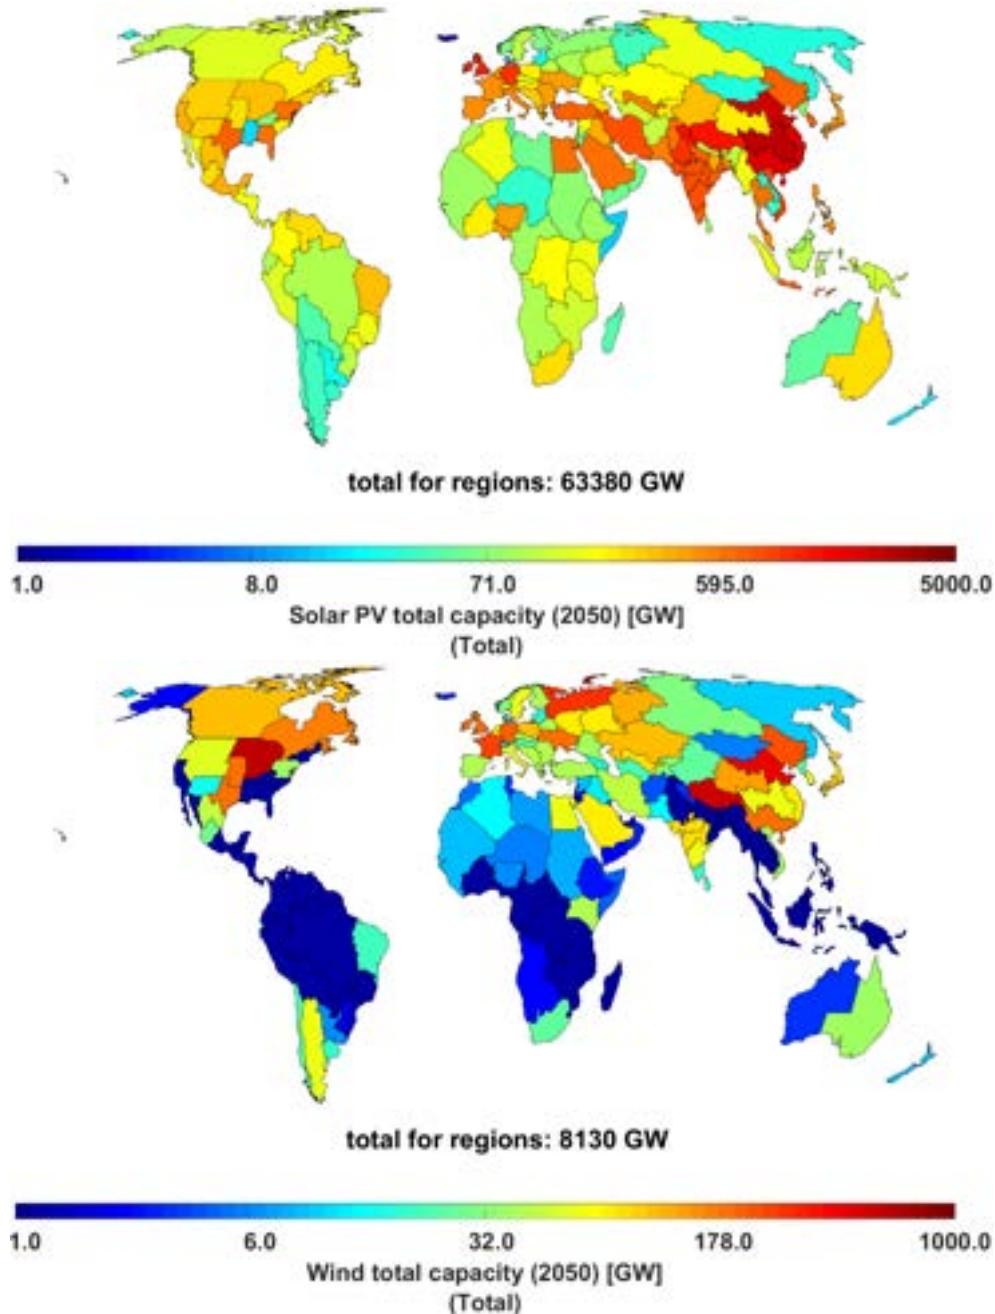 total for regions: 63380 GW
1.0 8.0 71.0 595.0 5000.0
Solar PV total capacity (2050) [GW]
(Total)
total for regions: 8130 GW
1.0 6.0 32.0 178.0 1000.0
Wind total capacity (2050) [GW]
(Total)